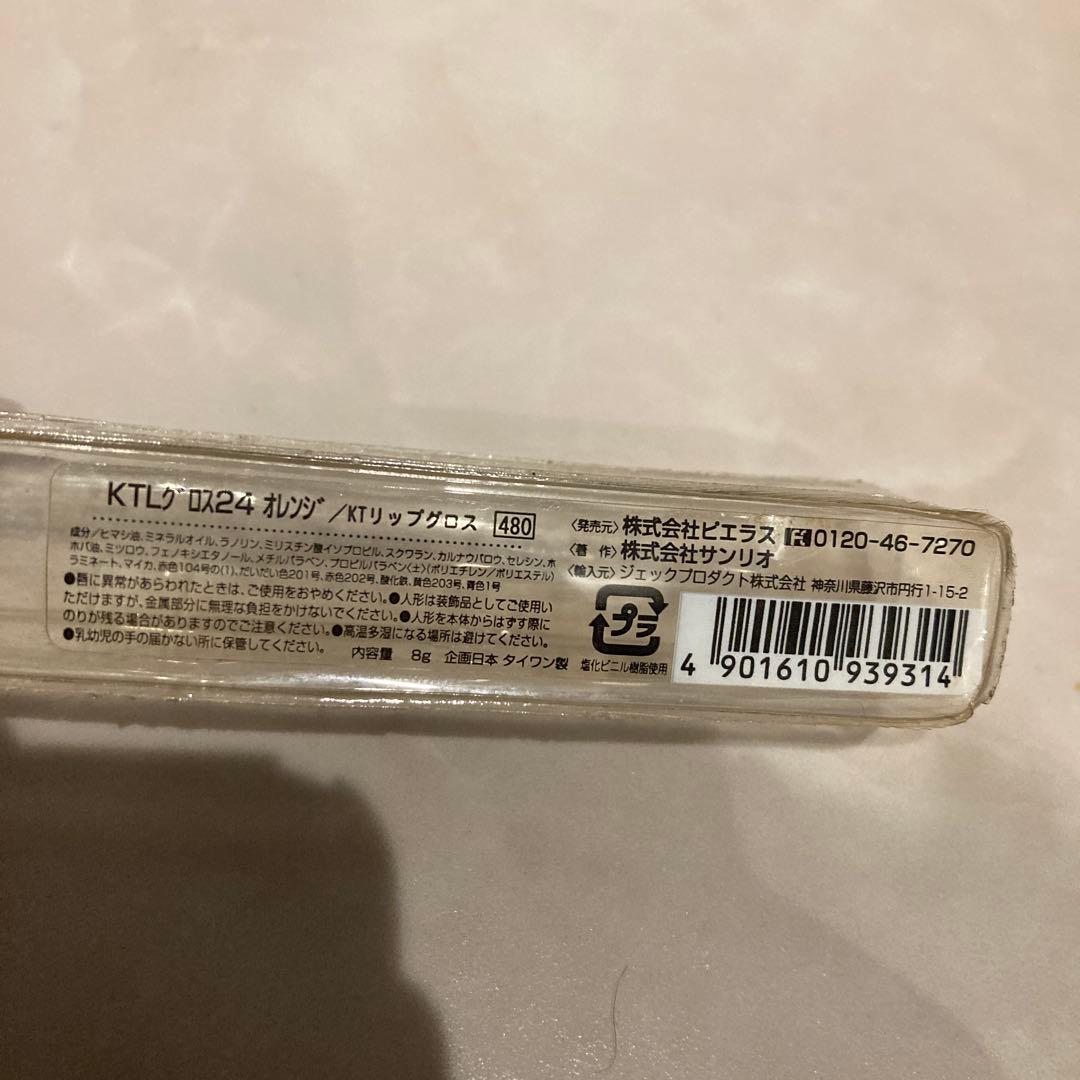 KTLグロス24 オレンジ/KTリップグロス 480
成分/ヒマシ油、ミネラルオイル、ラノリン、ミリスチン酸イソプロピル、スクワラン、カルナウバロウ、セレシン、ホ
ホバ油、ミツロウ、フェノキシエタノール、メチルパラベン、プロピルパラベン(±)(ポリエチレン/ポリエステル)
ラミネート、マイカ、赤色104号の(1)、だいだい色201号、赤色202号、酸化鉄、黄色203号、青色1号
●唇に異常があらわれたときは、ご使用をおやめください。●人形は装飾品としてご使用い
ただけますが、金属部分に無理な負担をかけないでください。●人形を本体からはずす際に
のりが残る場合がありますのでご注意ください。●高温多湿になる場所は避けてください。
●乳幼児の手の届かない所に保管してください。 内容量 8g 企画日本 タイワン製
〈発売元〉株式会社ピエラス 0120-46-7270
〈著 作〉株式会社サンリオ
〈輸入元〉ジェックプロダクト株式会社 神奈川県藤沢市円行1-15-2
プラ
塩化ビニル樹脂使用
4 901610 939314